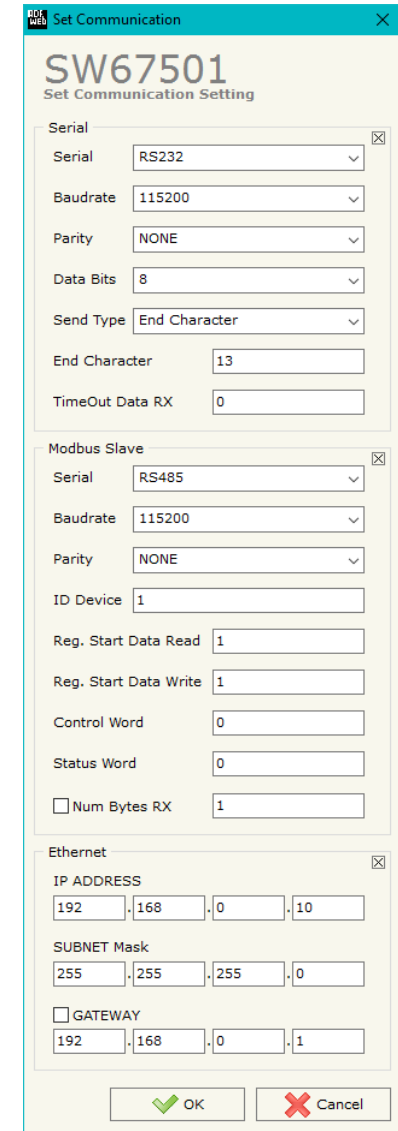 ADF
WEB Set Communication
SW67501
Set Communication Setting
Serial
Serial RS232
Baudrate 115200
Parity NONE
Data Bits 8
Send Type End Character
End Character 13
TimeOut Data RX 0
Modbus Slave
Serial RS485
Baudrate 115200
Parity NONE
ID Device 1
Reg. Start Data Read 1
Reg. Start Data Write 1
Control Word 0
Status Word 0
Num Bytes RX 1
Ethernet
IP ADDRESS
192 . 168 . 0 . 10
SUBNET Mask
255 . 255 . 255 . 0
GATEWAY
192 . 168 . 0 . 1
OK Cancel